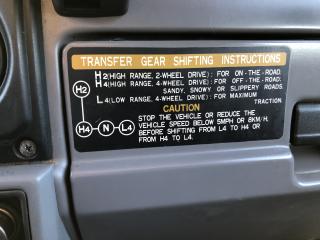 TRANSFER GEAR SHIFTING INSTRUCTIONS
H2(HIGH RANGE, 2-WHEEL DRIVE): FOR ON-THE-ROAD.
H4(HIGH RANGE, 4-WHEEL DRIVE): FOR OFF-THE-ROAD.
SANDY, SNOWY OR SLIPPERY ROADS.
L4(LOW RANGE, 4-WHEEL DRIVE): FOR MAXIMUM
TRACTION
CAUTION
STOP THE VEHICLE OR REDUCE THE
VEHICLE SPEED BELOW 5MPH OR 8KM/H.
BEFORE SHIFTING FROM L4 TO H4 OR
FROM H4 TO L4.
H2
H4 N L4